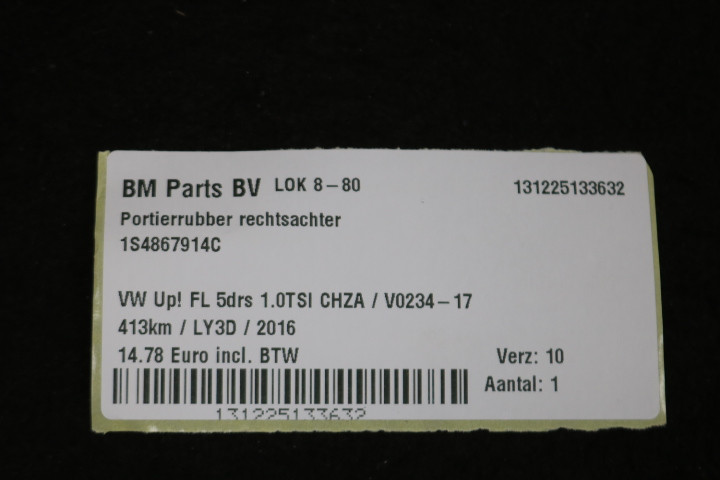 BM Parts BV LOK 8-80 131225133632
Portierrubber rechtsachter
1S4867914C
VW Up! FL 5drs 1.0TSI CHZA / V0234-17
413km / LY3D / 2016
14.78 Euro incl. BTW Verz: 10
Aantal: 1
131225133632